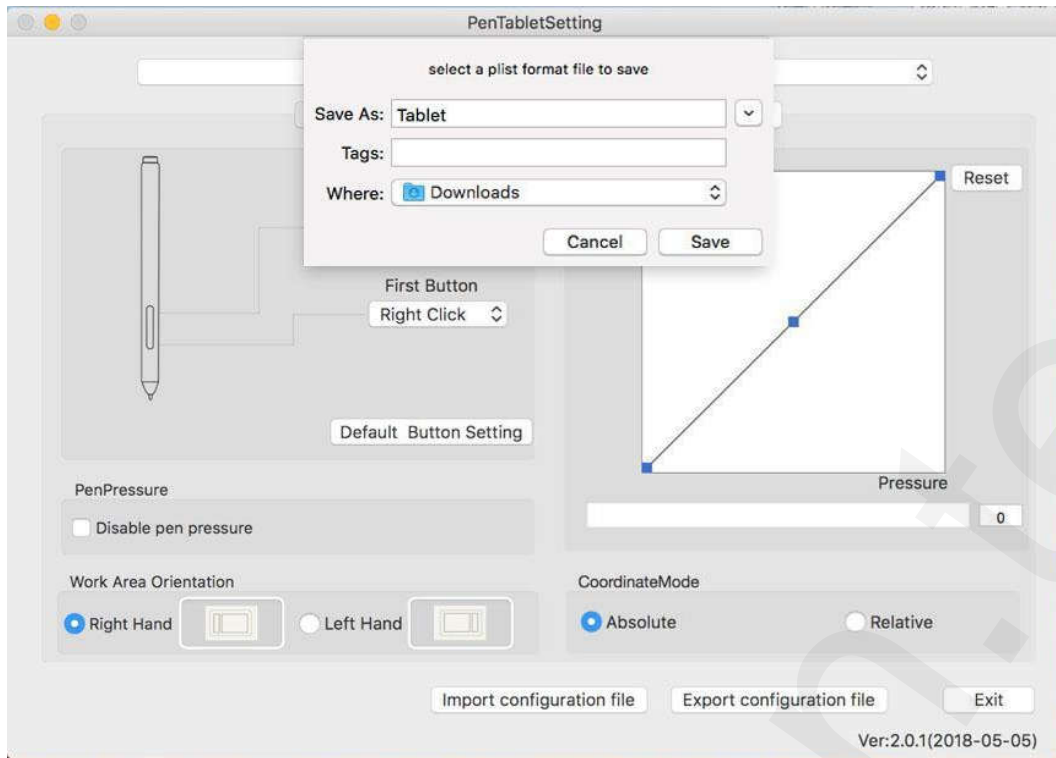 PenTabletSetting
select a plist format file to save
Save As: Tablet
Tags:
Where: Downloads
Cancel Save
Reset
First Button
Right Click
Default Button Setting
Pressure
0
PenPressure
Disable pen pressure
Work Area Orientation
Right Hand Left Hand
CoordinateMode
Absolute Relative
Import configuration file Export configuration file Exit
Ver:2.0.1(2018-05-05)